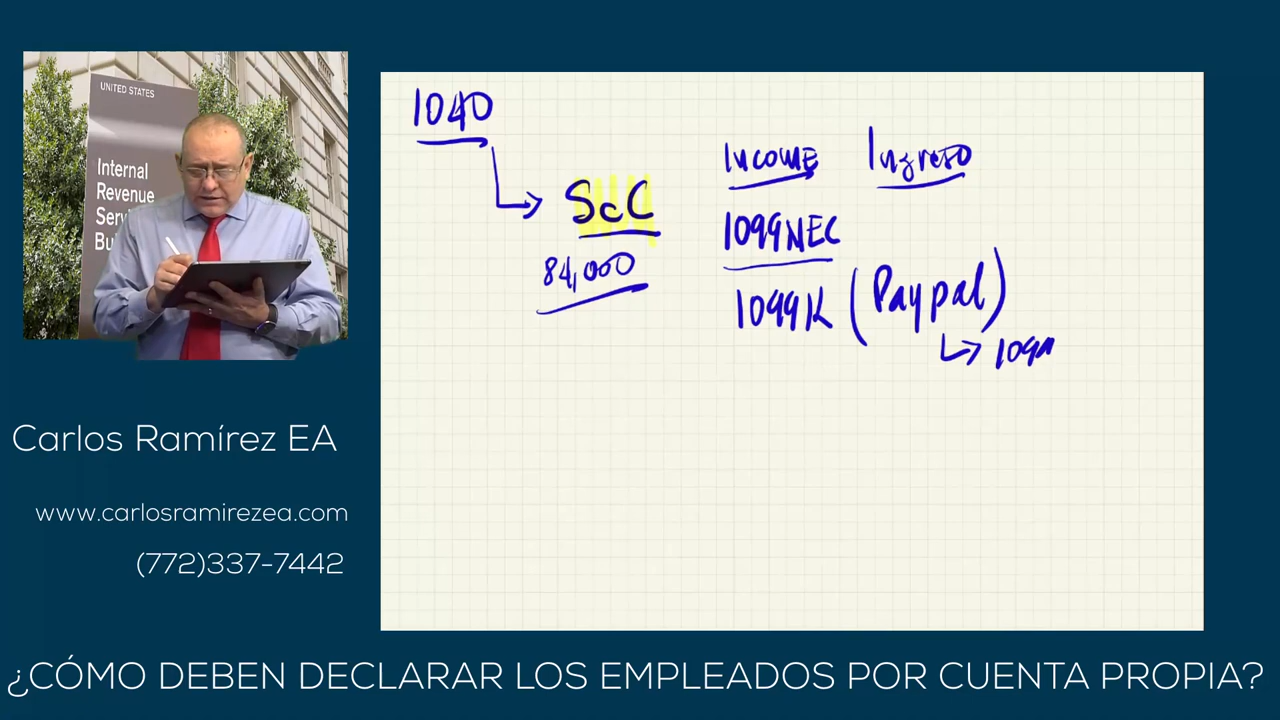 UNITED STATES
Internal
Revenue
1040
Income Ingreso
ScC
1099NEC
84,000
1099K (Paypal)
Carlos Ramírez EA
www.carlosramirezea.com
(772)337-7442
¿CÓMO DEBEN DECLARAR LOS EMPLEADOS POR CUENTA PROPIA?